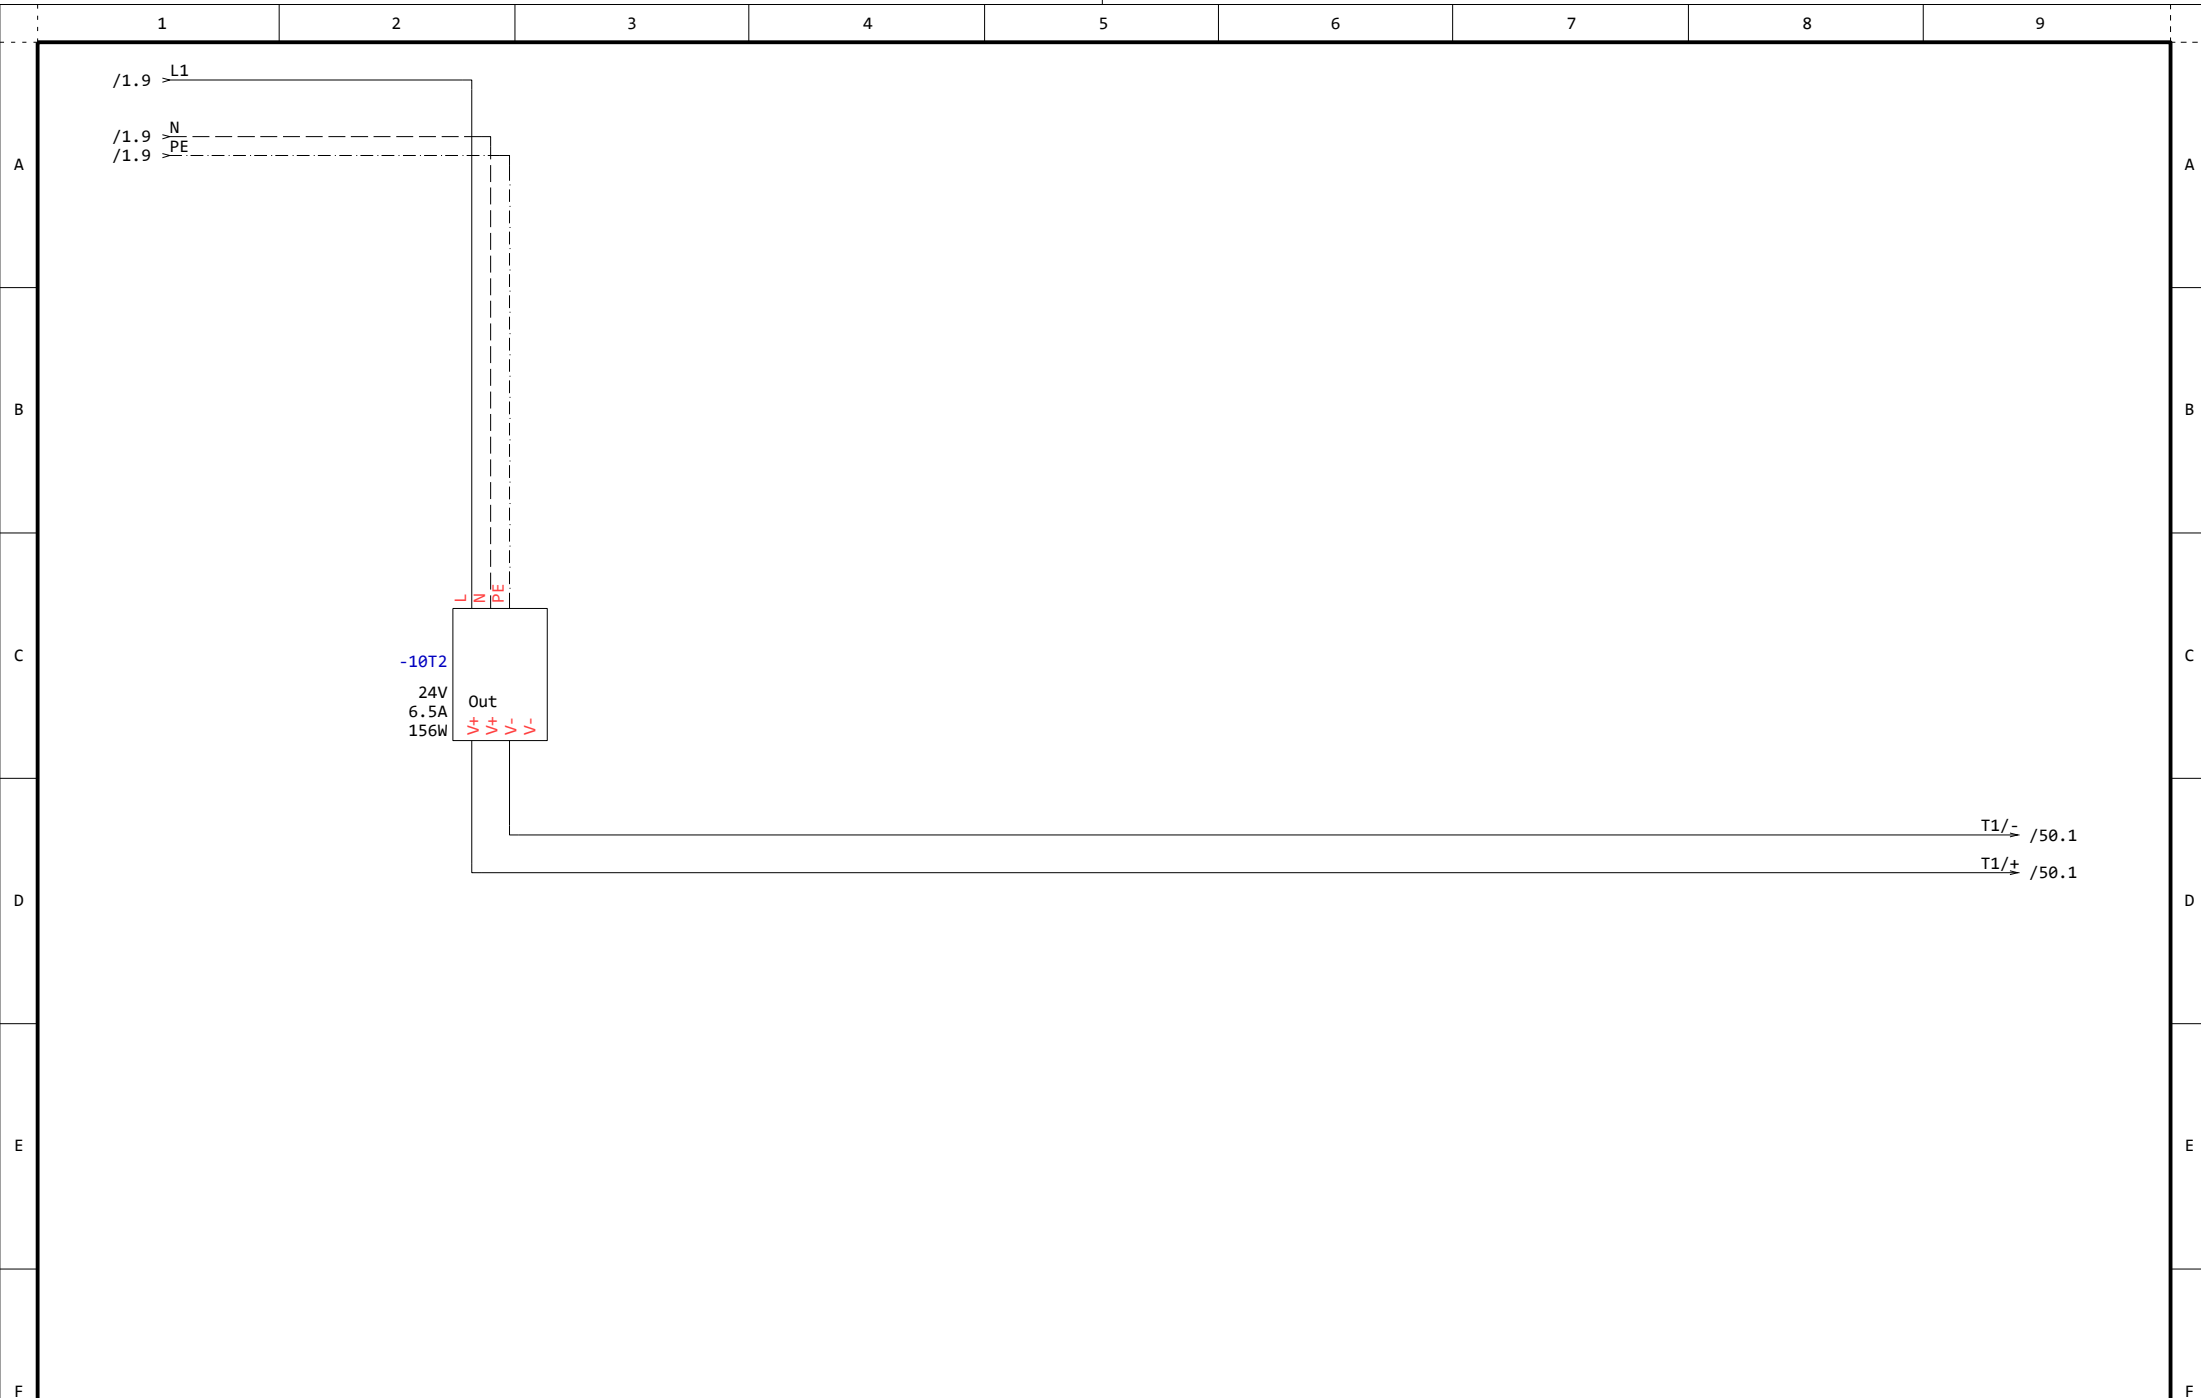 1 2 3 4 5 6 7 8 9
/1.9 L1
/1.9 N
/1.9 PE
A A
B B
C C
L N PE
-10T2
24V
6.5A
156W
Out
V+ V+ V- V-
T1/- /50.1
T1/+ /50.1
D D
E E
F F